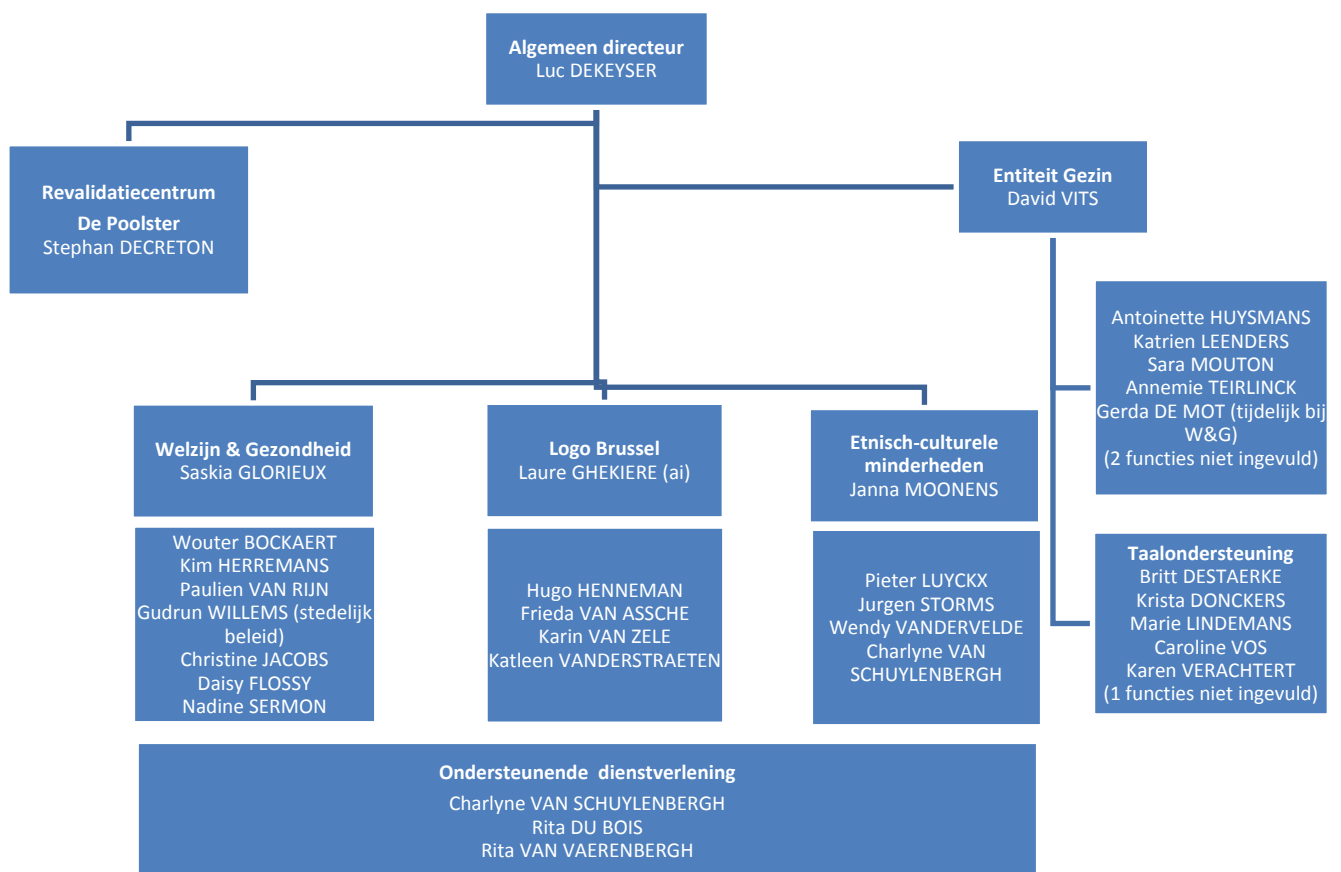 Algemeen directeur
Luc DEKEYSER
Revalidatiecentrum
De Poolster
Stephan DECRETON
Entiteit Gezin
David VITS
Antoinette HUYSMANS
Katrien LEENDERS
Sara MOUTON
Annemie TEIRLINCK
Gerda DE MOT (tijdelijk bij
W&G)
(2 functies niet ingevuld)
Welzijn & Gezondheid
Saskia GLORIEUX
Logo Brussel
Laure GHEKIERE (ai)
Etnisch-culturele
minderheden
Janna MOONENS
Wouter BOCKAERT
Kim HERREMANS
Paulien VAN RIJN
Gudrun WILLEMS (stedelijk
beleid)
Christine JACOBS
Daisy FLOSSY
Nadine SERMON
Hugo HENNEMAN
Frieda VAN ASSCHE
Karin VAN ZELE
Katleen VANDERSTRAETEN
Pieter LUYCKX
Jurgen STORMS
Wendy VANDERVELDE
Charlyne VAN
SCHUYLENBERGH
Taalondersteuning
Britt DESTAERKE
Krista DONCKERS
Marie LINDEMANS
Caroline VOS
Karen VERACHTERT
(1 functies niet ingevuld)
Ondersteunende dienstverlening
Charlyne VAN SCHUYLENBERGH
Rita DU BOIS
Rita VAN VAERENBERGH